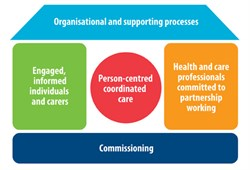 Organisational and supporting processes
Engaged,
informed
individuals
and carers
Person-centred
coordinated
care
Health and care
professionals
committed to
partnership
working
Commissioning